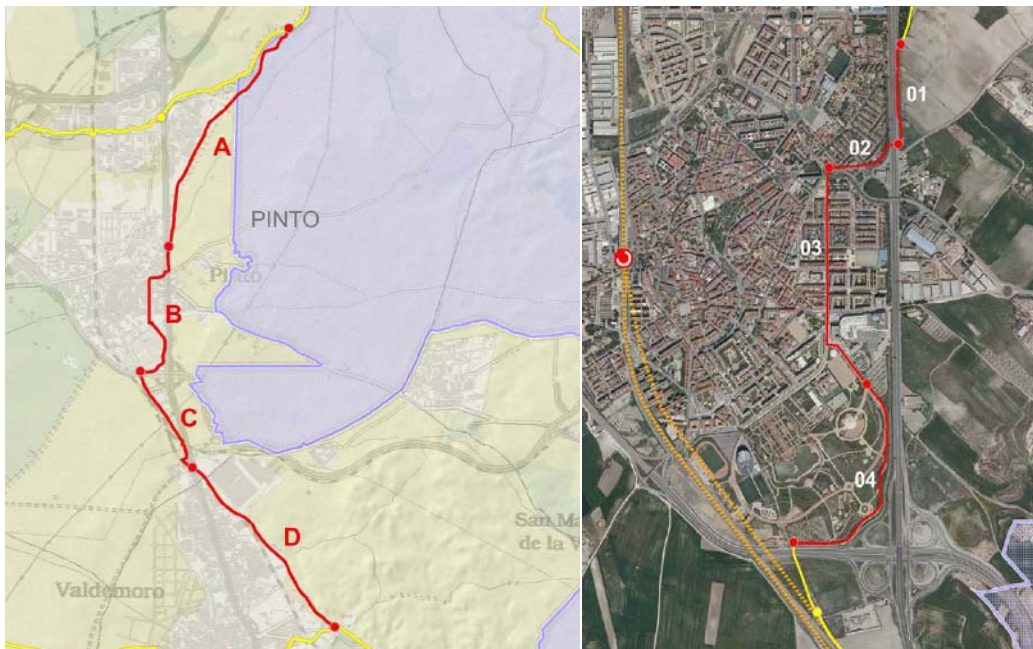 A
PINTO
Pinto
B
C
D
San Ma
de la V
Valdemoro
01
02
03
04